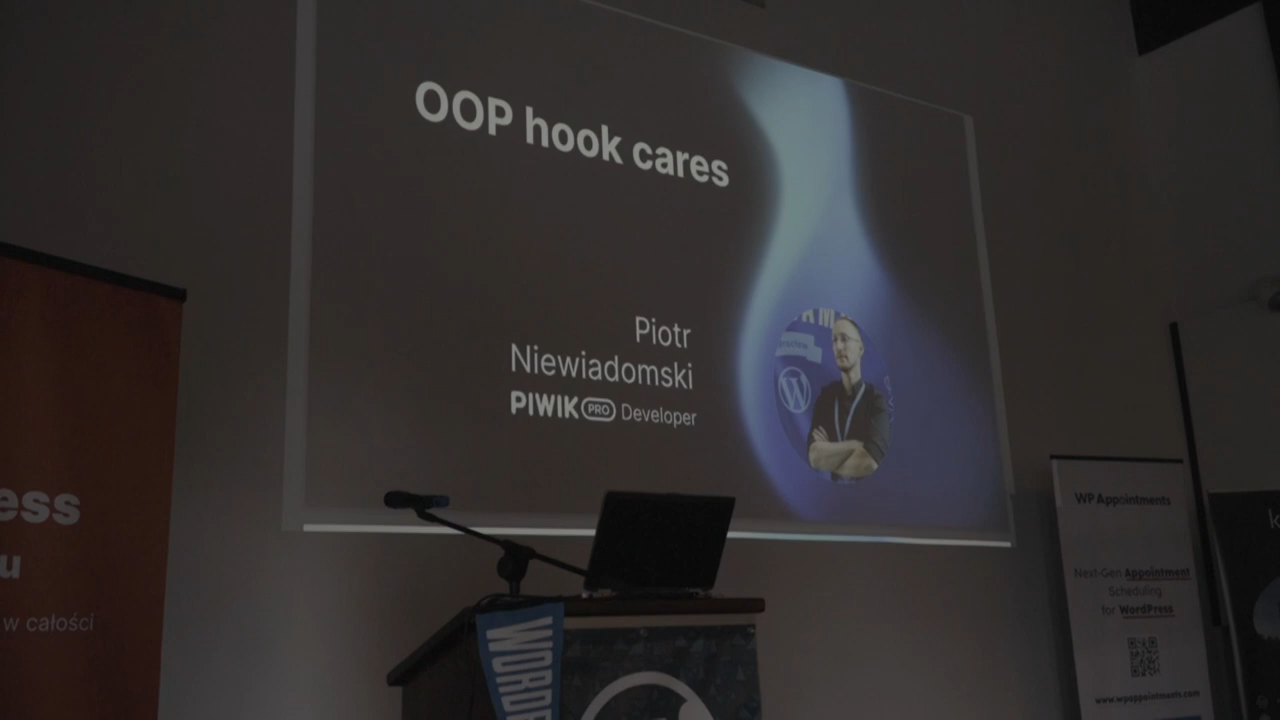 OOP hook cares
Piotr
Niewiadomski
PIWIK PRO Developer
ess
u
w całości
WORDP
WP Appointments
Next-Gen Appointment
Scheduling
for WordPress
www.wpappointments.com